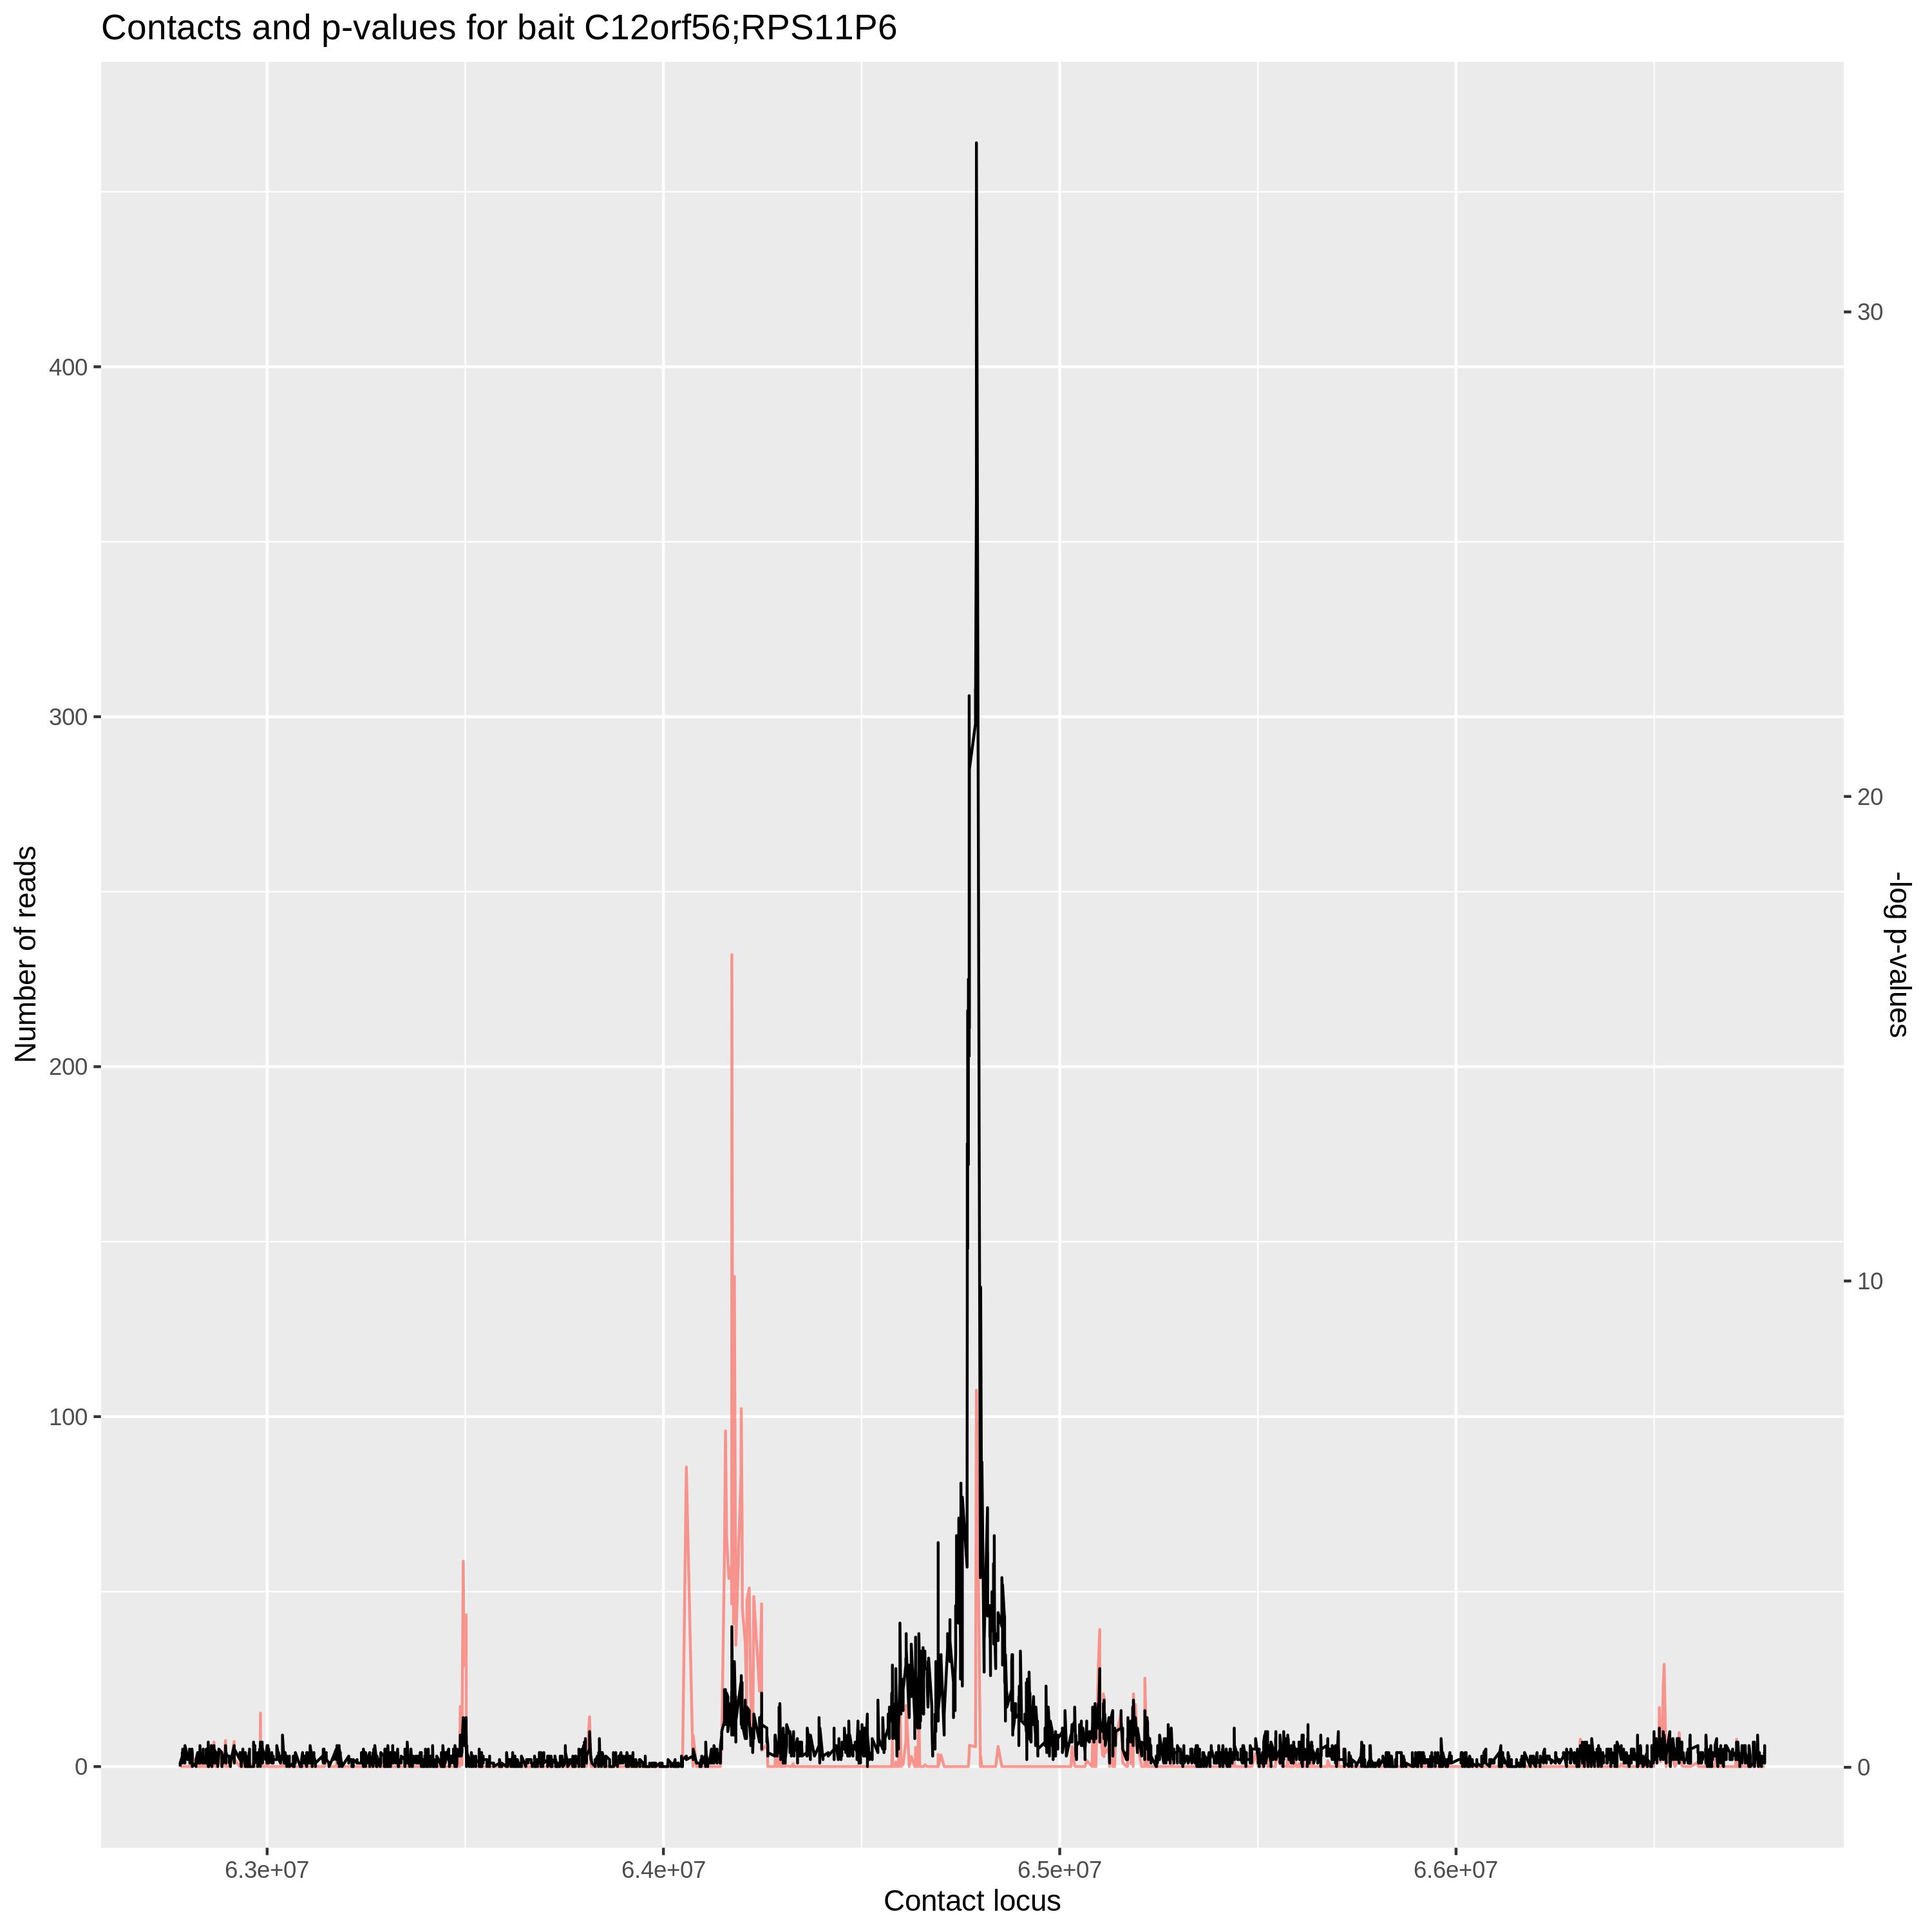 Contacts and p-values for bait C12orf56;RPS11P6
Number of reads
400
300
200
100
0
30
20
10
0
-log p-values
6.3e+07
6.4e+07
6.5e+07
6.6e+07
Contact locus